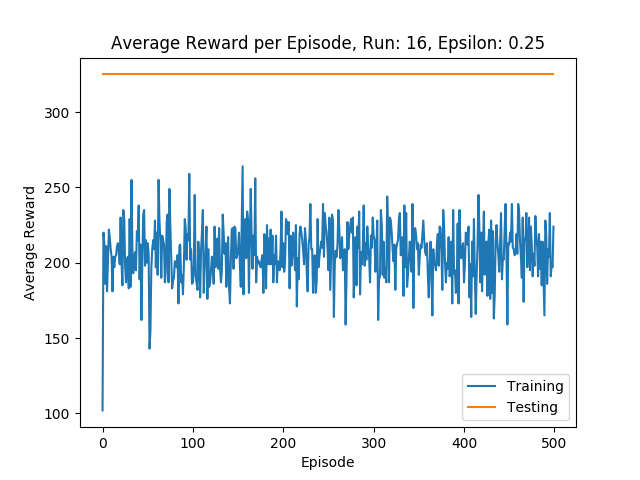 Average Reward per Episode, Run: 16, Epsilon: 0.25
Average Reward
300
250
200
150
100
Training
Testing
0
100
200
300
400
500
Episode